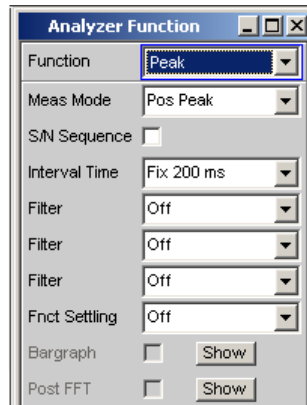 Analyzer Function
Function Peak
Meas Mode Pos Peak
S/N Sequence
Interval Time Fix 200 ms
Filter Off
Filter Off
Filter Off
Fnct Settling Off
Bargraph Show
Post FFT Show